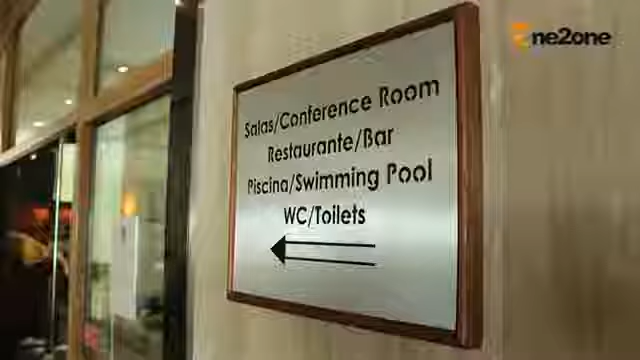 One2one
Salas/Conference Room
Restaurante/Bar
Piscina/Swimming Pool
WC/Toilets